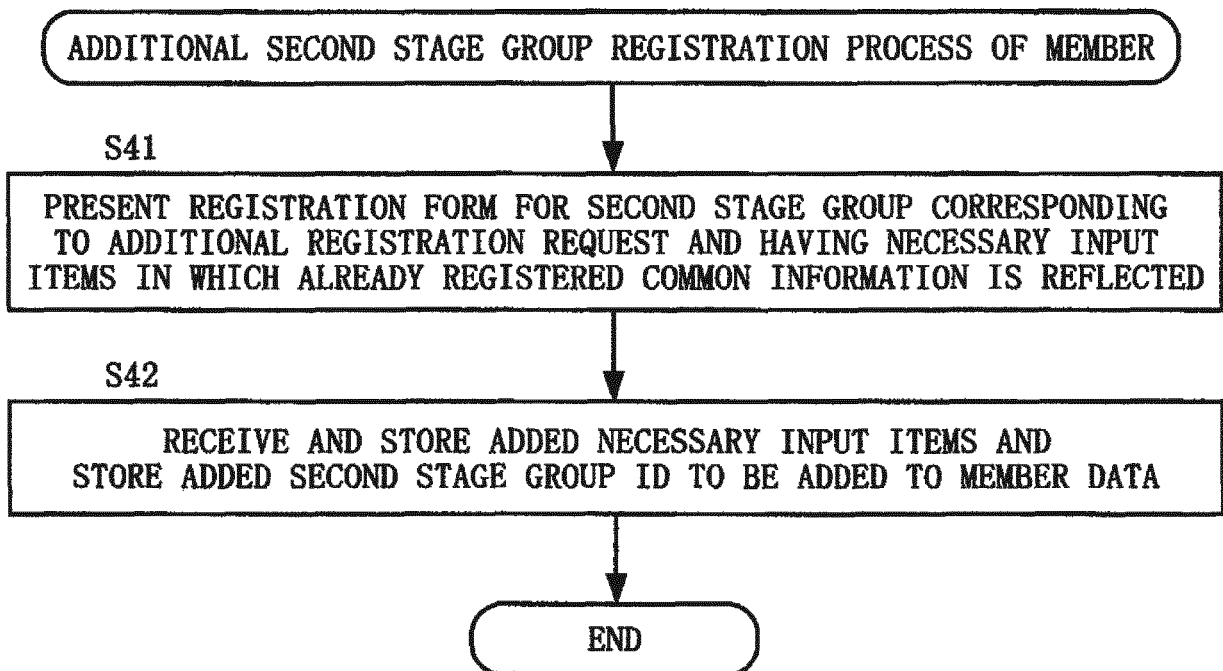 ADDITIONAL SECOND STAGE GROUP REGISTRATION PROCESS OF MEMBER
S41
PRESENT REGISTRATION FORM FOR SECOND STAGE GROUP CORRESPONDING
TO ADDITIONAL REGISTRATION REQUEST AND HAVING NECESSARY INPUT
ITEMS IN WHICH ALREADY REGISTERED COMMON INFORMATION IS REFLECTED
S42
RECEIVE AND STORE ADDED NECESSARY INPUT ITEMS AND
STORE ADDED SECOND STAGE GROUP ID TO BE ADDED TO MEMBER DATA
END